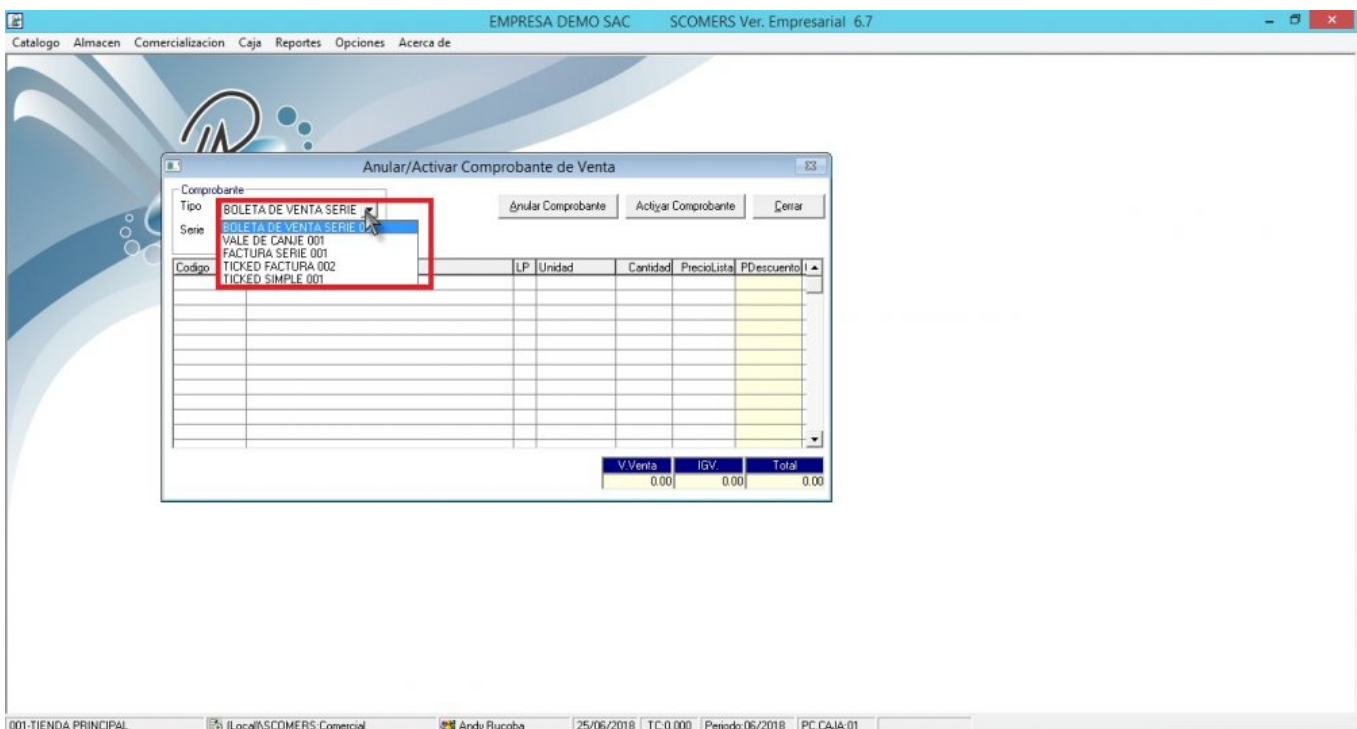 EMPRESA DEMO SAC SCOMERS Ver. Empresarial 6.7
Catalogo Almacen Comercializacion Caja Reportes Opciones Acerca de
Anular/Activar Comprobante de Venta
Comprobante
Tipo BOLETA DE VENTA SERIE Anular Comprobante Activar Comprobante Cerrar
Serie BOLETA DE VENTA SERIE
VALE DE CANJE 001
FACTURA SERIE 001
TICKED FACTURA 002
TICKED SIMPLE 001
Codigo LP Unidad Cantidad PrecioLista PDescuento
V.Venta IGV. Total
0.00 0.00 0.00
001-TIENDA PRINCIPAL (Local)\SCOMERS:Comercial Andy Rucoba 25/06/2018 TC:0.000 Periodo:06/2018 PC CAJA:01